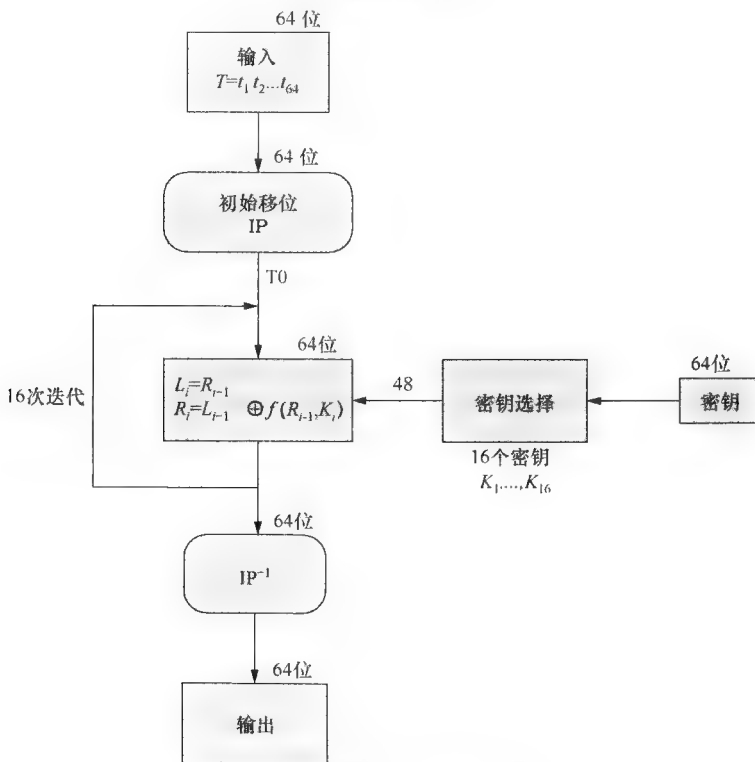 64 位
输入
T=t₁ t₂...t₆₄
64 位
初始移位
IP
T0
64位
16次迭代
Lᵢ=Rᵢ₋₁
Rᵢ=Lᵢ₋₁ ⊕f(Rᵢ₋₁,Kᵢ)
48
密钥选择
64位
密钥
16个密钥
K₁....,K₁₆
64位
IP⁻¹
64位
输出